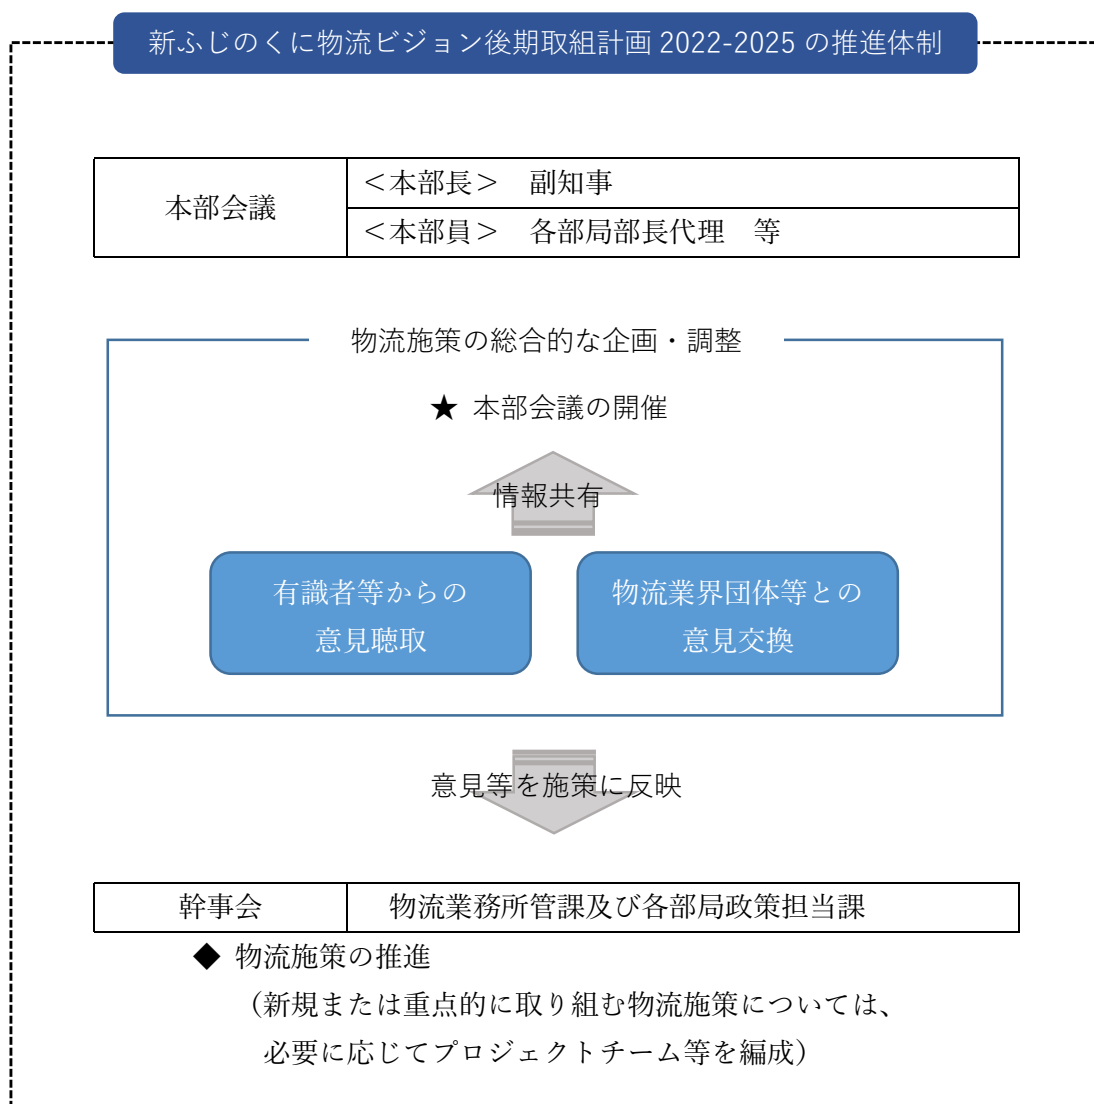 新ふじのくに物流ビジョン後期取組計画 2022-2025 の推進体制
本部会議
＜本部長＞　副知事
＜本部員＞　各部局部長代理　等
物流施策の総合的な企画・調整
★ 本部会議の開催
情報共有
有識者等からの
意見聴取
物流業界団体等との
意見交換
意見等を施策に反映
幹事会
物流業務所管課及び各部局政策担当課
◆ 物流施策の推進
（新規または重点的に取り組む物流施策については、
必要に応じてプロジェクトチーム等を編成）